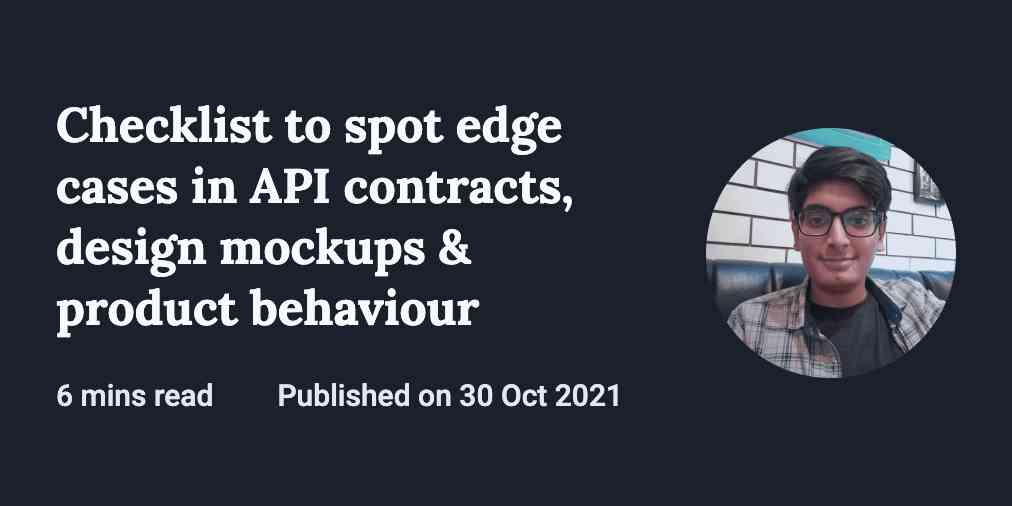 Checklist to spot edge
cases in API contracts,
design mockups &
product behaviour
6 mins read Published on 30 Oct 2021